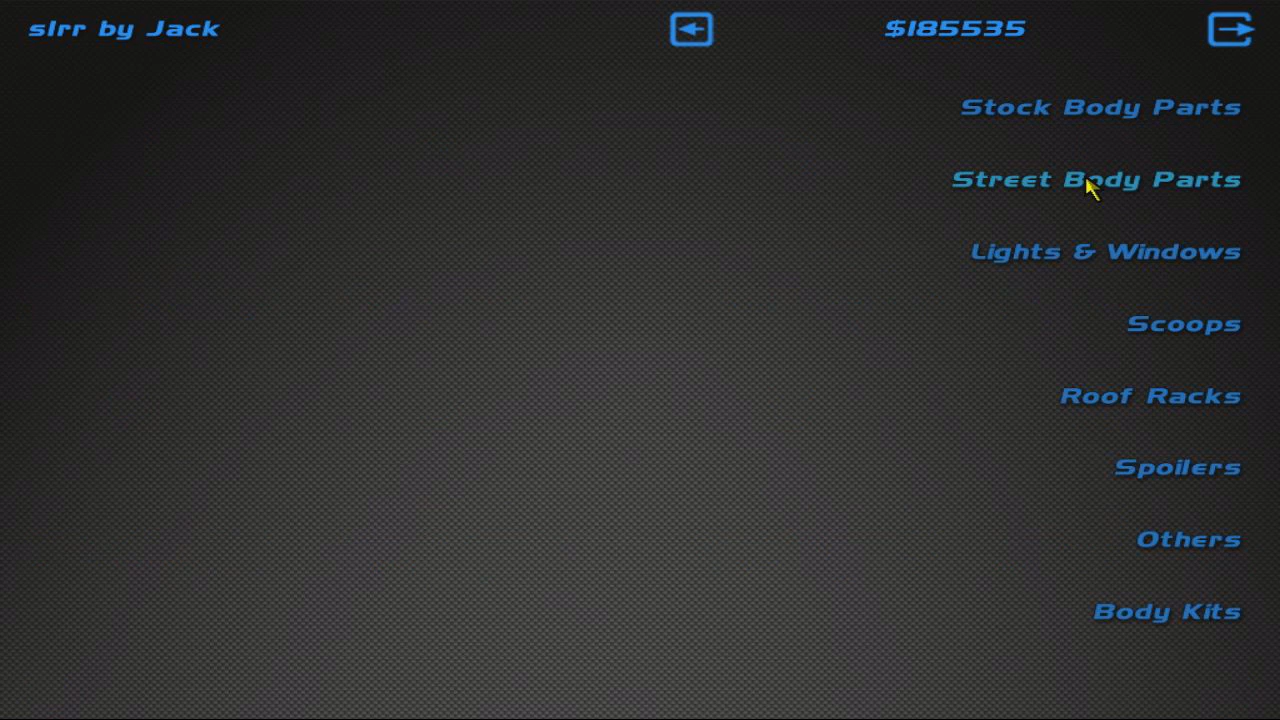 slrr by Jack
$185535
Stock Body Parts
Street Body Parts
Lights & Windows
Scoops
Roof Racks
Spoilers
Others
Body Kits